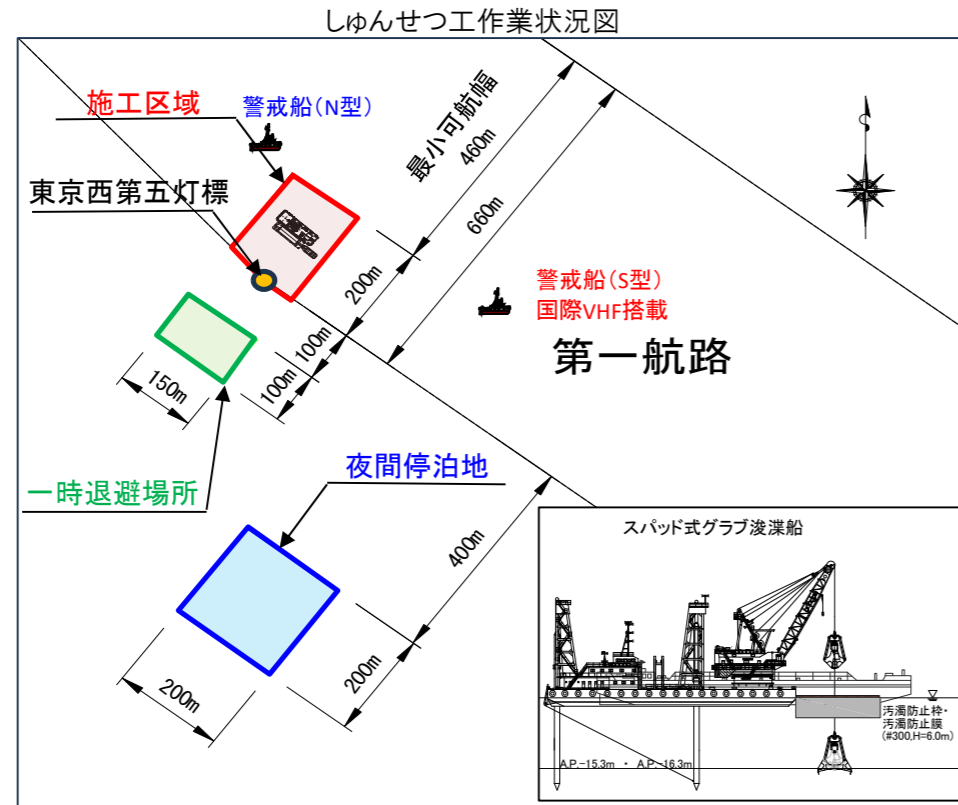 しゅんせつ工作業状況図
施工区域
警戒船(N型)
最小可航幅
460m
660m
東京西第五灯標
200m
警戒船(S型)
国際VHF搭載
第一航路
100m
100m
150m
一時退避場所
夜間停泊地
400m
200m
200m
スパッド式グラブ浚渫船
汚濁防止枠・
汚濁防止膜
(#300,H=6.0m)
A.P.-15.3m ・ A.P.-16.3m